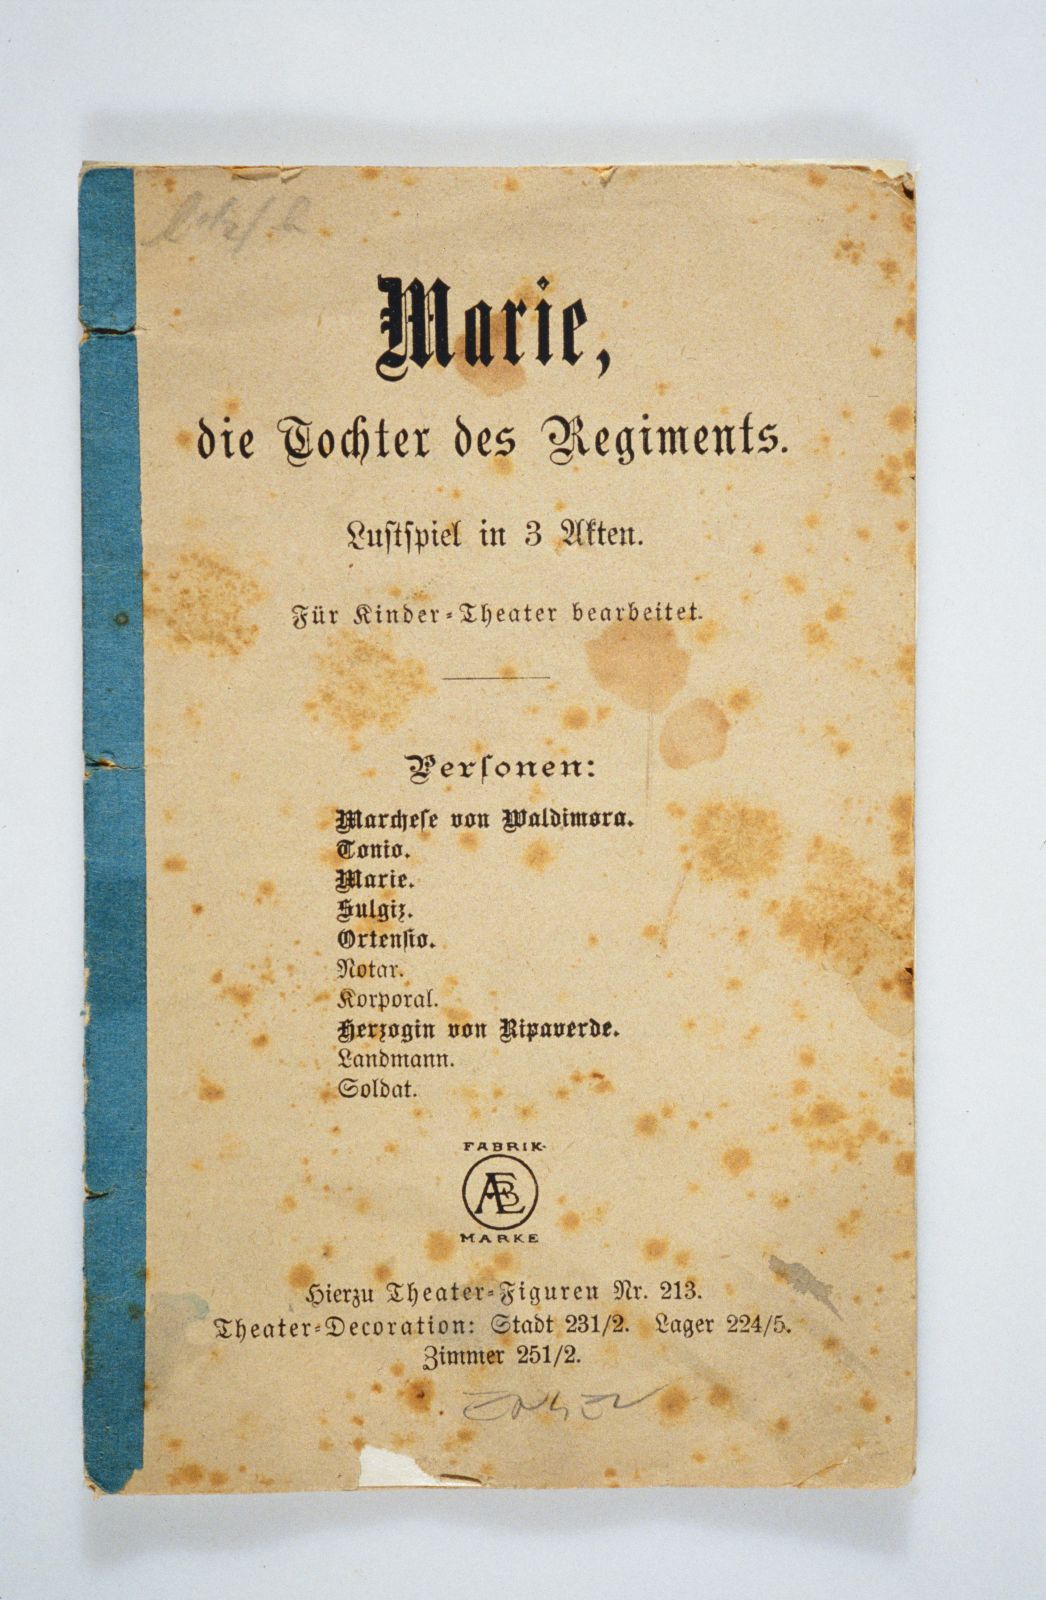 Marie,
die Tochter des Regiments.
Lustspiel in 3 Akten.
Für Kinder-Theater bearbeitet.
Personen:
Marchese von Waldimora.
Tonio.
Marie.
Sulgiz.
Ortensio.
Notar.
Korporal.
Herzogin von Ripaverde.
Landmann.
Soldat.
FABRIK-
AEB
MARKE
Hierzu Theater-Figuren Nr. 213.
Theater-Decoration: Stadt 231/2. Lager 224/5.
Zimmer 251/2.